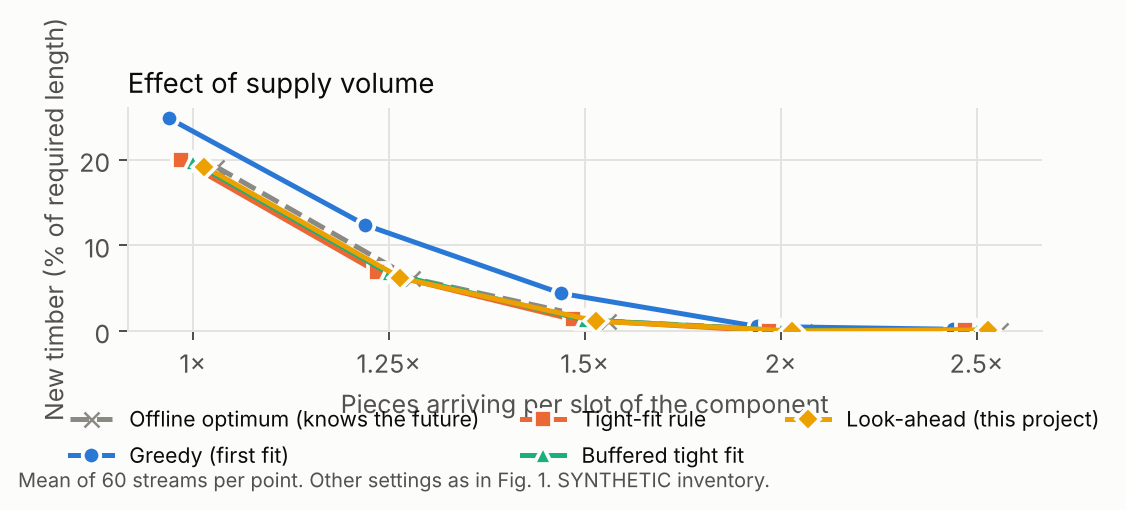 Effect of supply volume
New timber (% of required length)
20
10
0
1×
1.25×
1.5×
2×
2.5×
Pieces arriving per slot of the component
Offline optimum (knows the future)
Tight-fit rule
Look-ahead (this project)
Greedy (first fit)
Buffered tight fit
Mean of 60 streams per point. Other settings as in Fig. 1. SYNTHETIC inventory.